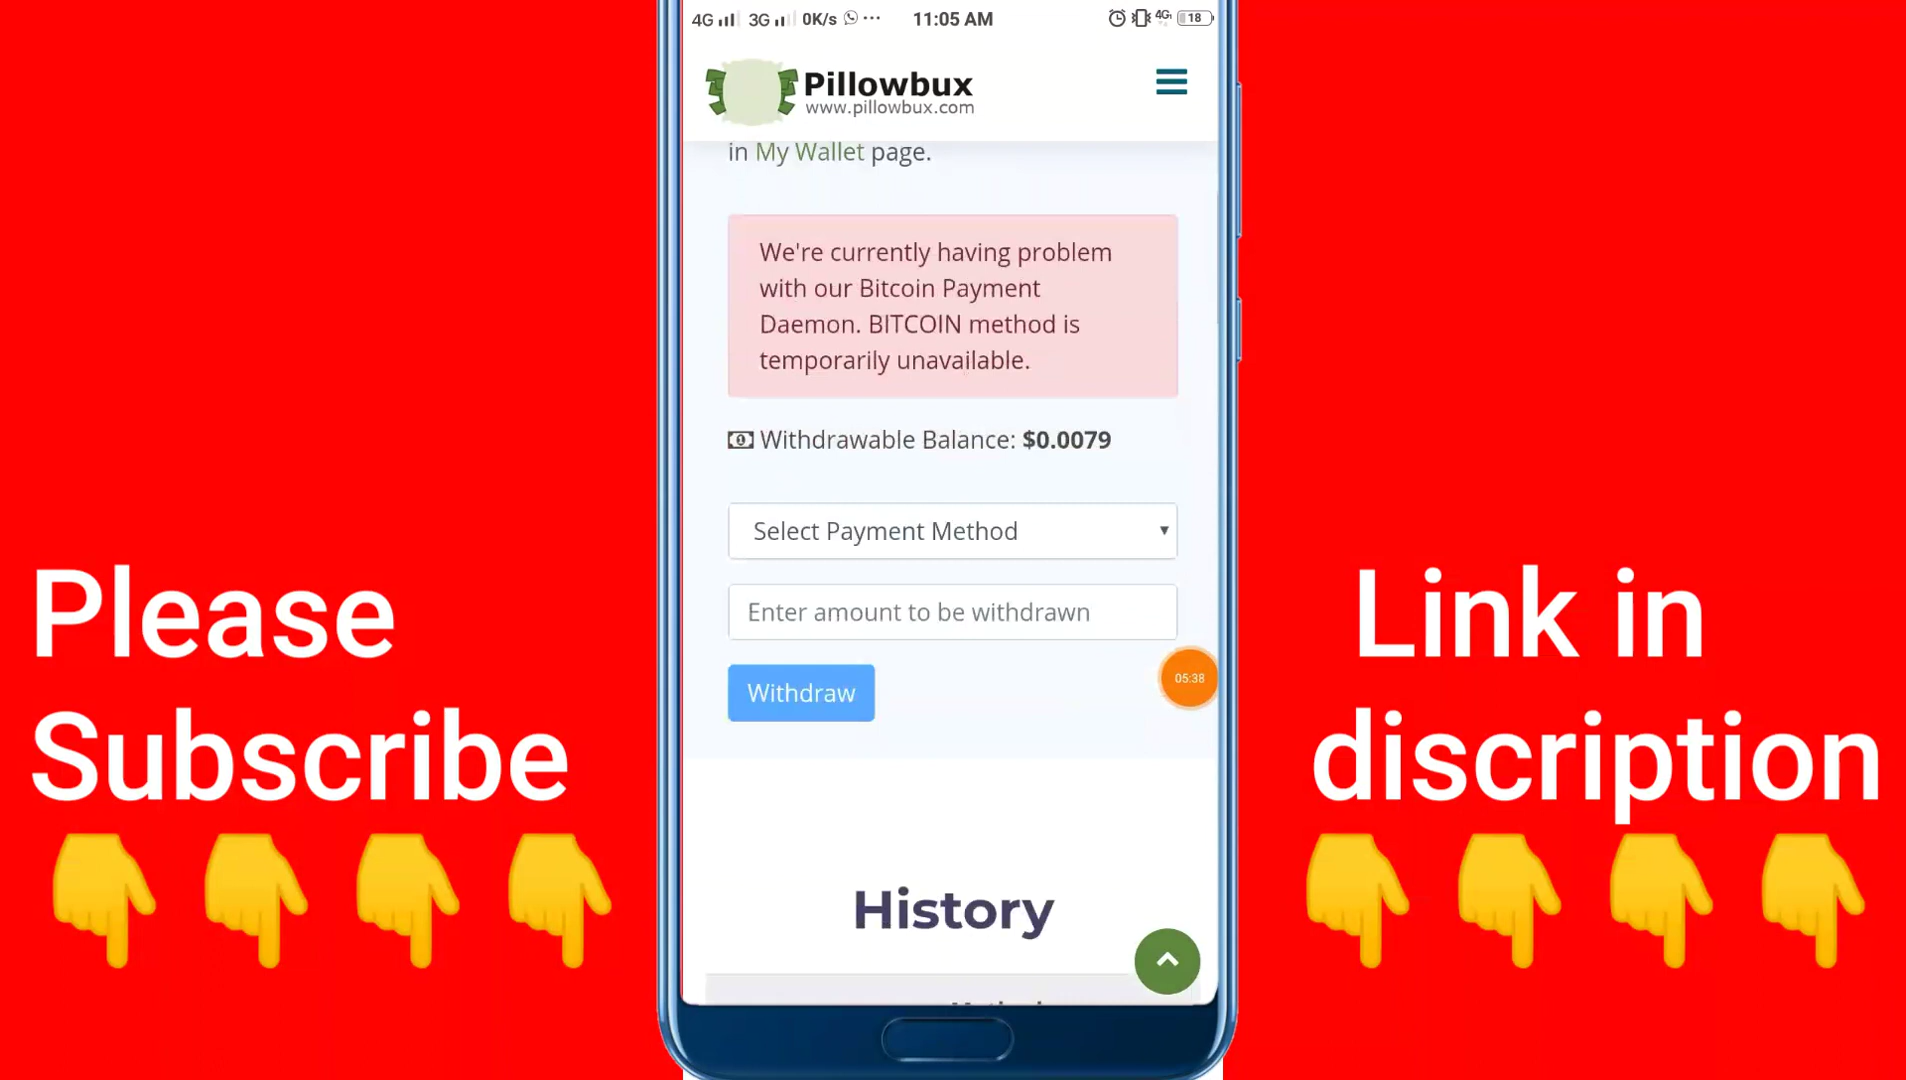 4G 3G 0K/s ... 11:05 AM 4G 18
Pillowbux
www.pillowbux.com
in My Wallet page.
We're currently having problem
with our Bitcoin Payment
Daemon. BITCOIN method is
temporarily unavailable.
Withdrawable Balance: $0.0079
Select Payment Method
Enter amount to be withdrawn
Withdraw
05:38
History
Please
Subscribe
Link in
discription